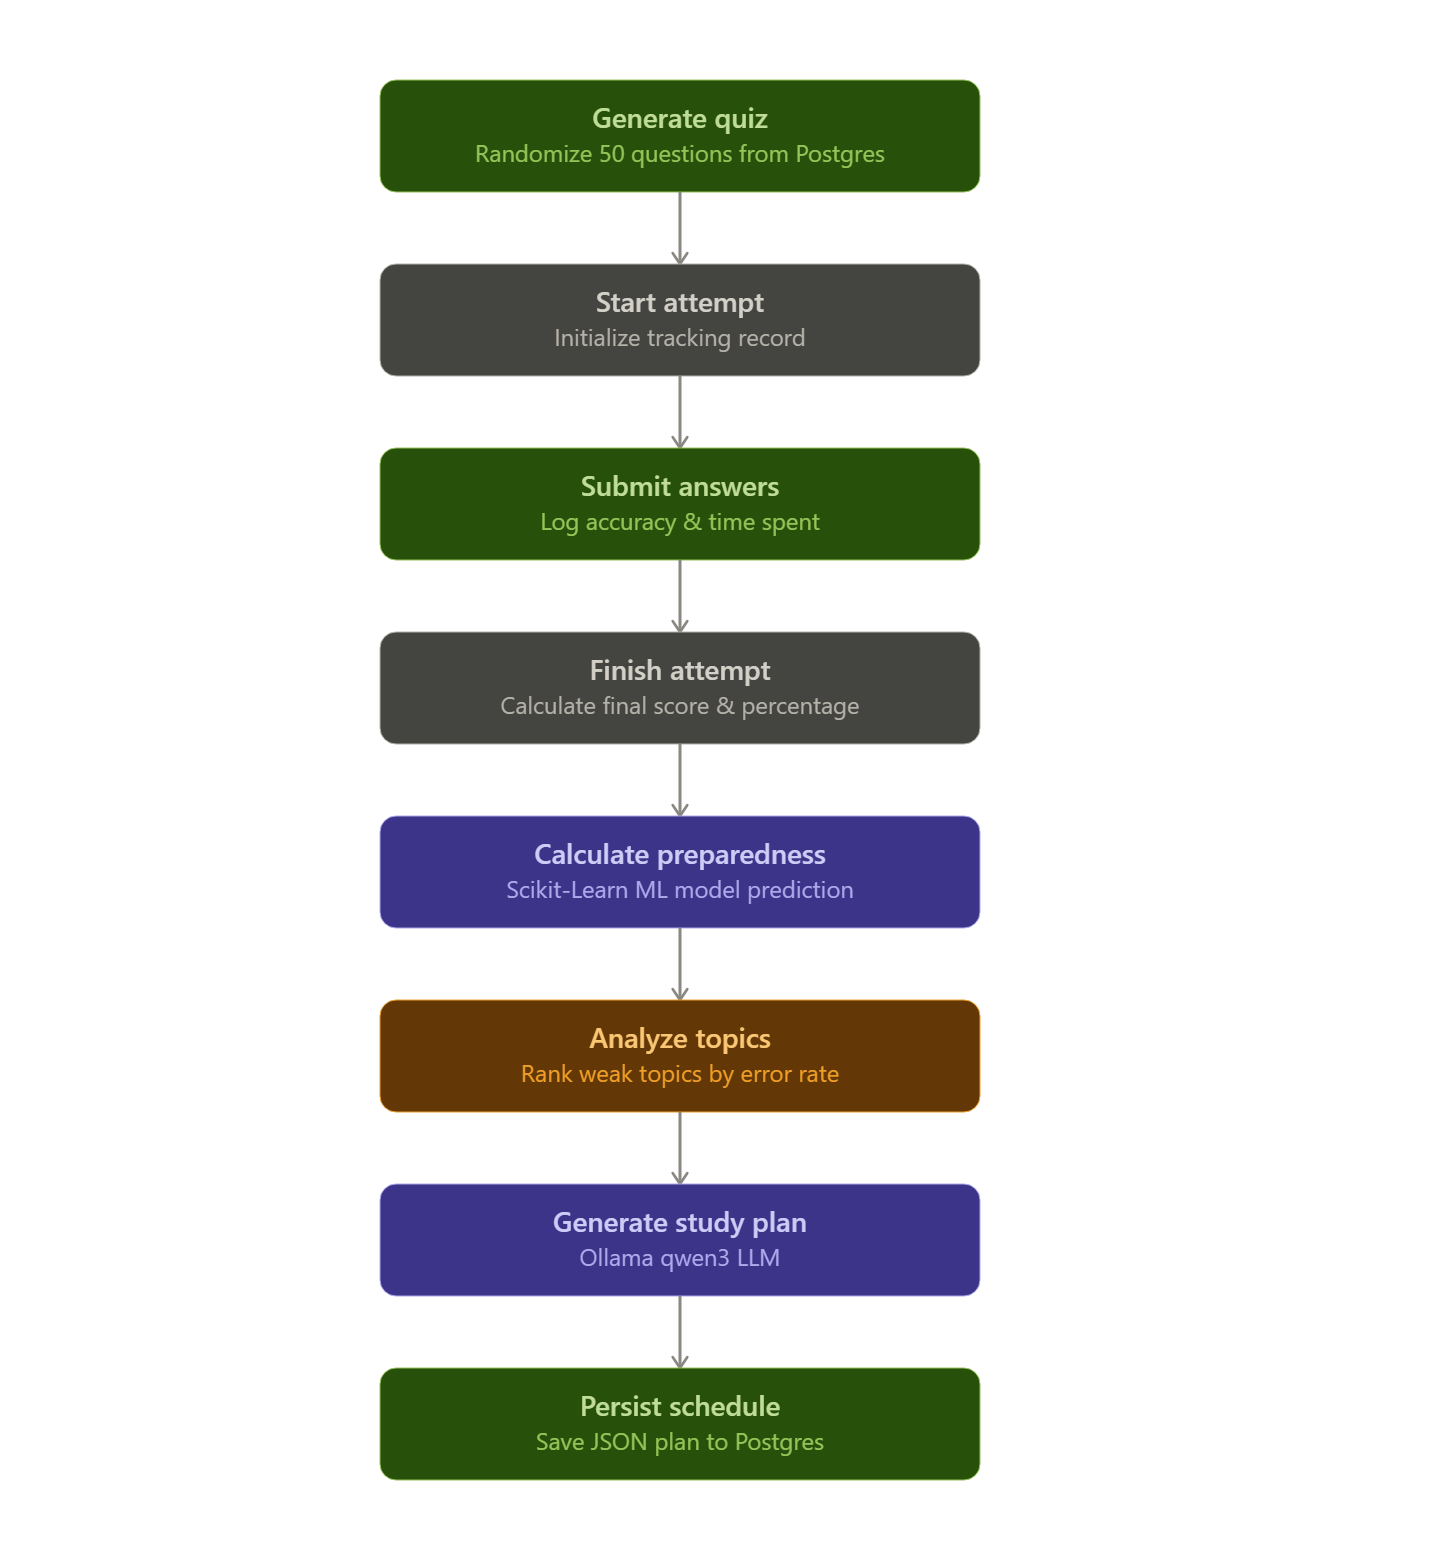 Generate quiz
Randomize 50 questions from Postgres
Start attempt
Initialize tracking record
Submit answers
Log accuracy & time spent
Finish attempt
Calculate final score & percentage
Calculate preparedness
Scikit-Learn ML model prediction
Analyze topics
Rank weak topics by error rate
Generate study plan
Ollama qwen3 LLM
Persist schedule
Save JSON plan to Postgres